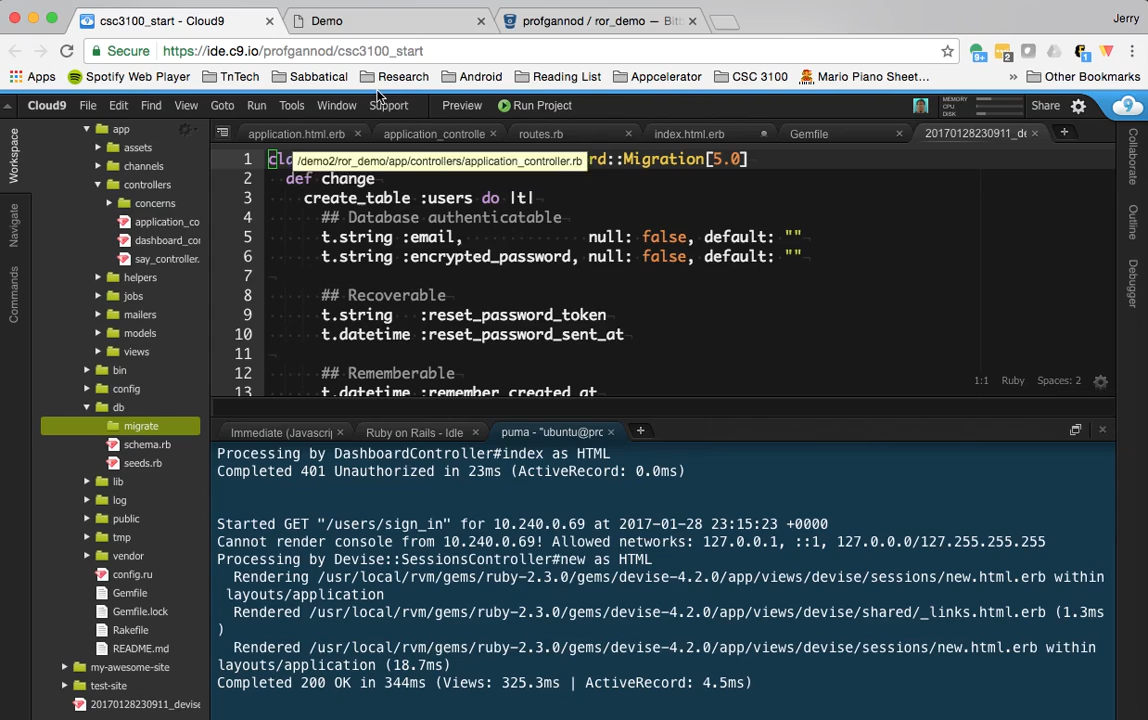 csc3100_start - Cloud9
Demo
profgannod / ror_demo — Bitb
Jerry
Secure
https://ide.c9.io/profgannod/csc3100_start
Apps
Spotify Web Player
TnTech
Sabbatical
Research
Android
Reading List
Appcelerator
CSC 3100
Mario Piano Sheet...
»
Other Bookmarks
Cloud9
File
Edit
Find
View
Goto
Run
Tools
Window
Support
Preview
Run Project
MEMORY
CPU
DISK
Share
Workspace
Navigate
Commands
app
assets
channels
controllers
concerns
application_co
dashboard_co
say_controller.
helpers
jobs
mailers
models
views
bin
config
db
migrate
schema.rb
seeds.rb
lib
log
public
tmp
vendor
config.ru
Gemfile
Gemfile.lock
Rakefile
README.md
my-awesome-site
test-site
20170128230911_devise
application.html.erb
application_controlle
routes.rb
index.html.erb
Gemfile
20170128230911_de
/demo2/ror_demo/app/controllers/application_controller.rb
1 cla rd::Migration[5.0]
2 def change
3 create_table :users do |t|
4 ## Database authenticatable
5 t.string :email, null: false, default: ""
6 t.string :encrypted_password, null: false, default: ""
7
8 ## Recoverable
9 t.string :reset_password_token
10 t.datetime :reset_password_sent_at
11
12 ## Rememberable
13 t.datetime :remember_created_at
1:1 Ruby Spaces: 2
Outline
Debugger
Immediate (Javascrip
Ruby on Rails - Idle
puma - "ubuntu@prc
Processing by DashboardController#index as HTML
Completed 401 Unauthorized in 23ms (ActiveRecord: 0.0ms)
Started GET "/users/sign_in" for 10.240.0.69 at 2017-01-28 23:15:23 +0000
Cannot render console from 10.240.0.69! Allowed networks: 127.0.0.1, ::1, 127.0.0.0/127.255.255.255
Processing by Devise::SessionsController#new as HTML
Rendering /usr/local/rvm/gems/ruby-2.3.0/gems/devise-4.2.0/app/views/devise/sessions/new.html.erb within
layouts/application
Rendered /usr/local/rvm/gems/ruby-2.3.0/gems/devise-4.2.0/app/views/devise/shared/_links.html.erb (1.3ms
)
Rendered /usr/local/rvm/gems/ruby-2.3.0/gems/devise-4.2.0/app/views/devise/sessions/new.html.erb within
layouts/application (18.7ms)
Completed 200 OK in 344ms (Views: 325.3ms | ActiveRecord: 4.5ms)